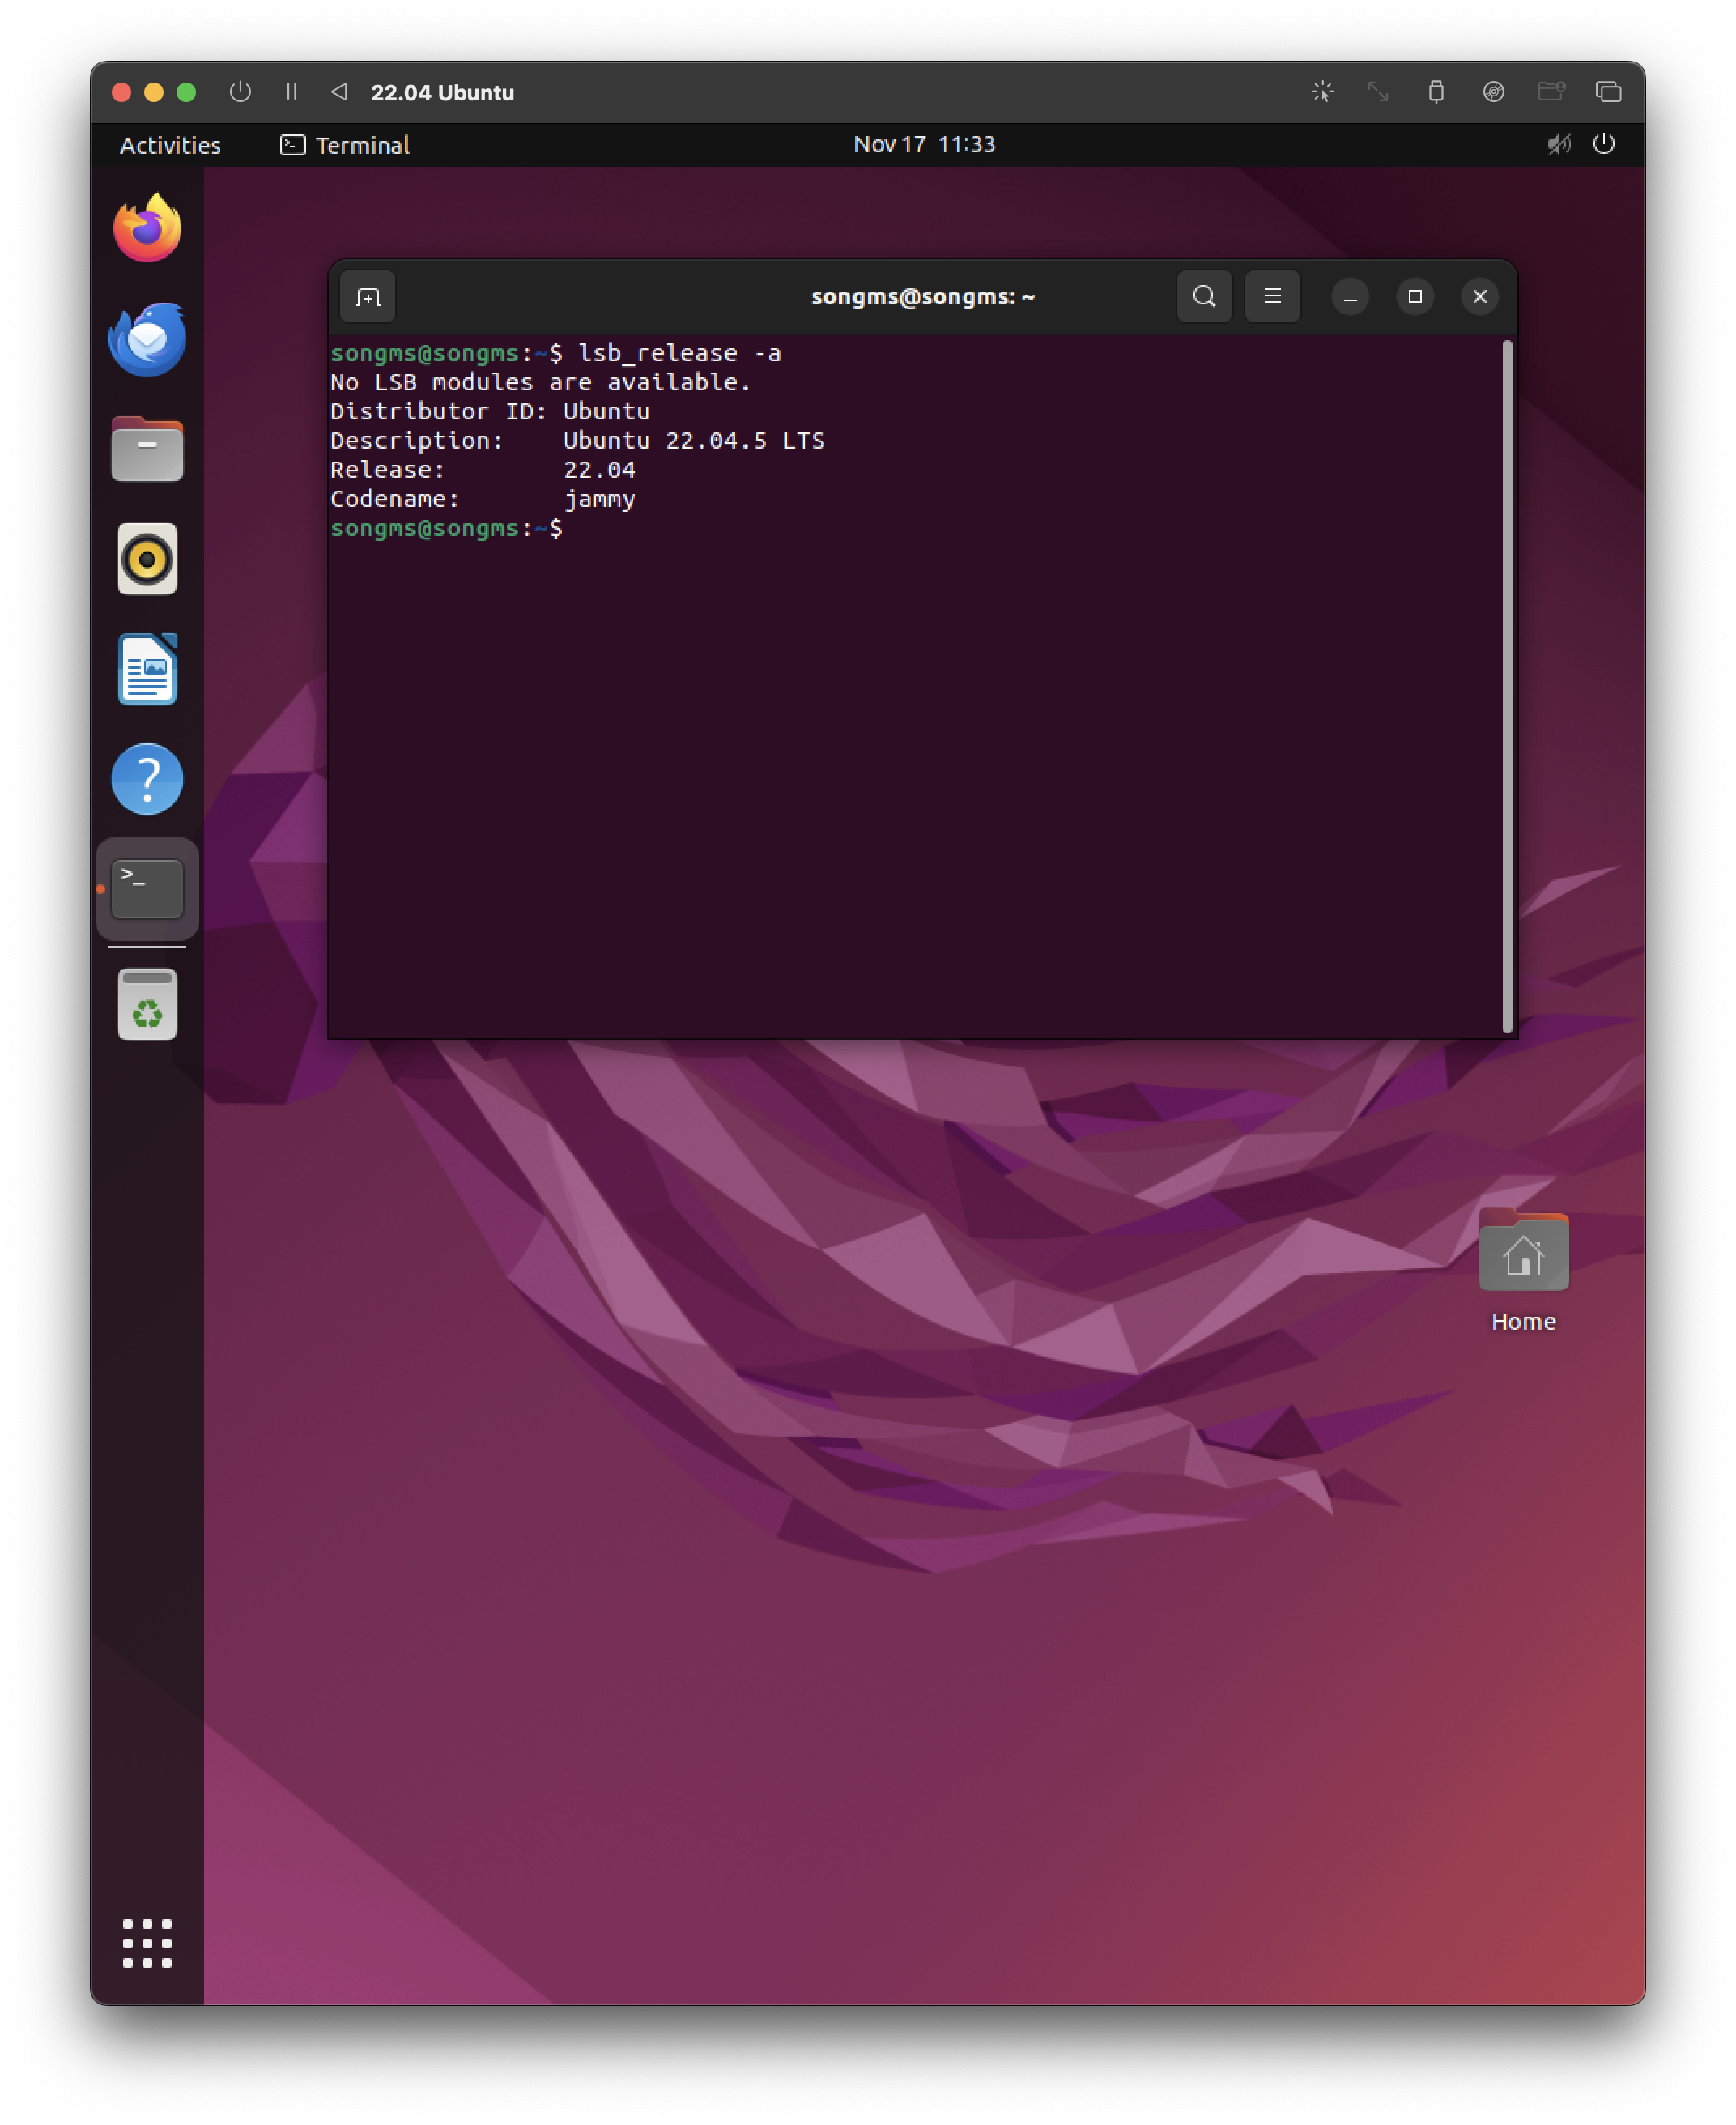 22.04 Ubuntu
Activities
Terminal
Nov 17 11:33
songms@songms: ~
songms@songms:~$ lsb_release -a
No LSB modules are available.
Distributor ID: Ubuntu
Description:    Ubuntu 22.04.5 LTS
Release:        22.04
Codename:       jammy
songms@songms:~$
Home